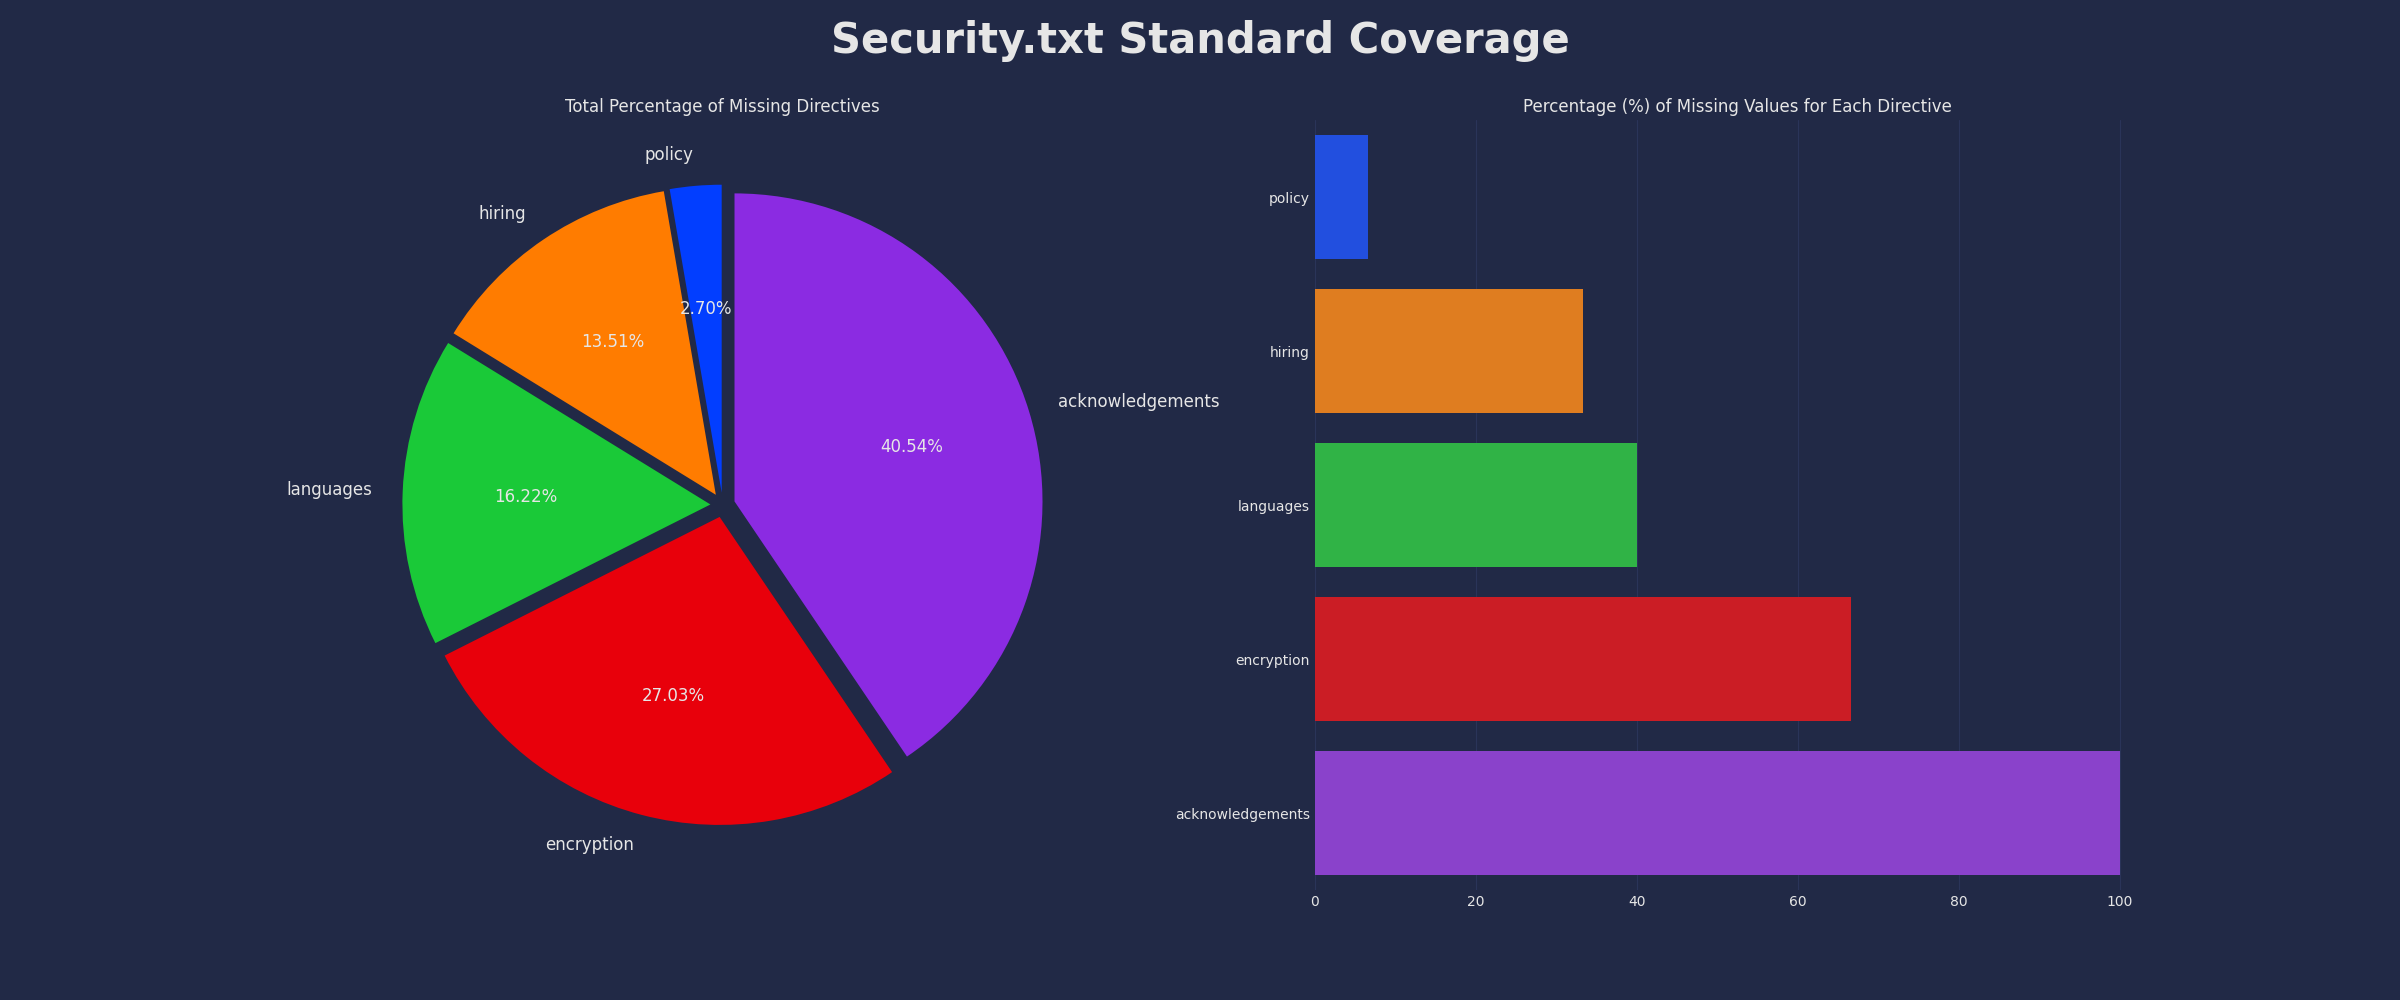 Security.txt Standard Coverage
Total Percentage of Missing Directives
policy
hiring
languages
encryption
acknowledgements
2.70%
13.51%
16.22%
27.03%
40.54%
Percentage (%) of Missing Values for Each Directive
policy
hiring
languages
encryption
acknowledgements
0 20 40 60 80 100